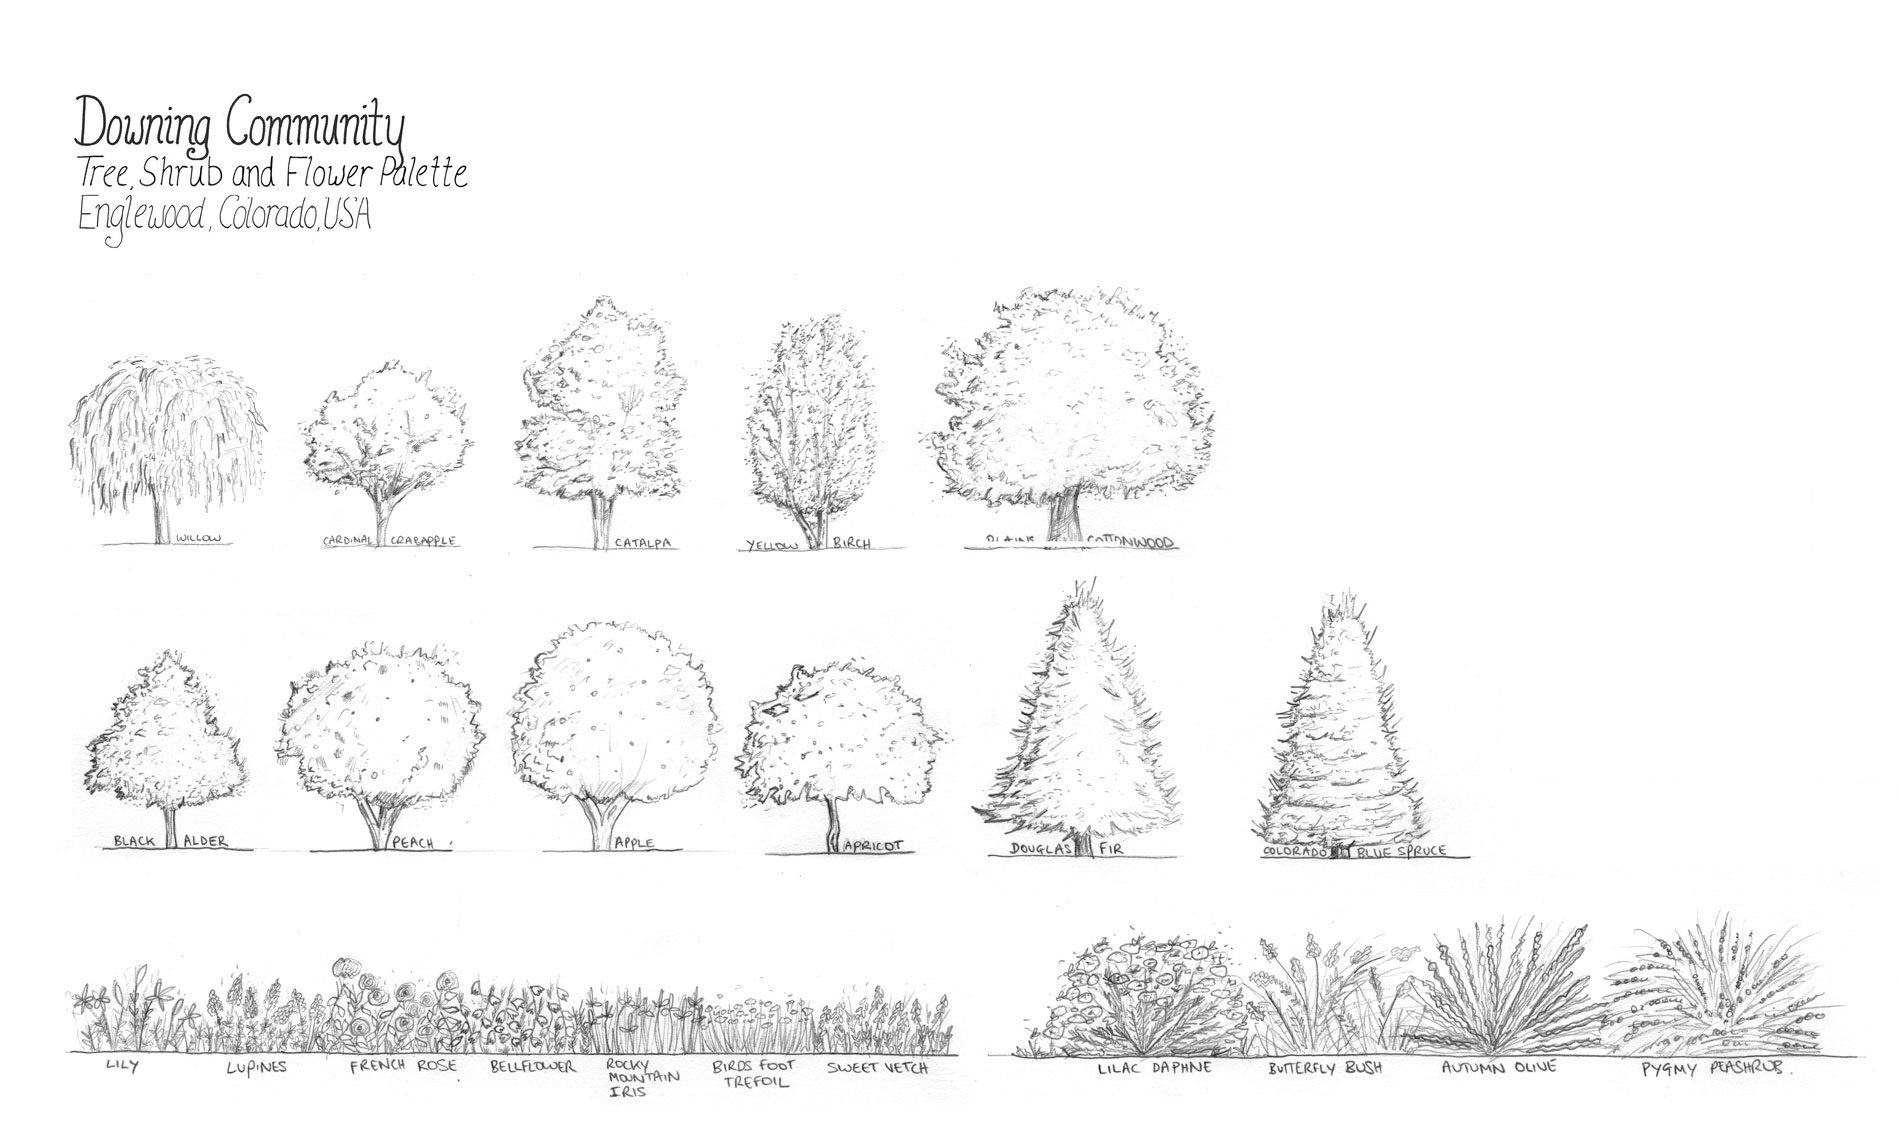 Downing Community
Tree, Shrub and Flower Palette
Englewood, Colorado, USA
WILLOW
CARDINAL CRABAPPLE
CATALPA
YELLOW BIRCH
PLAINS COTTONWOOD
BLACK ALDER
PEACH
APPLE
APRICOT
DOUGLAS FIR
COLORADO BLUE SPRUCE
LILY
LUPINES
FRENCH ROSE
BELLFLOWER
ROCKY
MOUNTAIN
IRIS
BIRDS FOOT
TREFOIL
SWEET VETCH
LILAC DAPHNE
BUTTERFLY BUSH
AUTUMN OLIVE
PYGMY PEASHRUB.